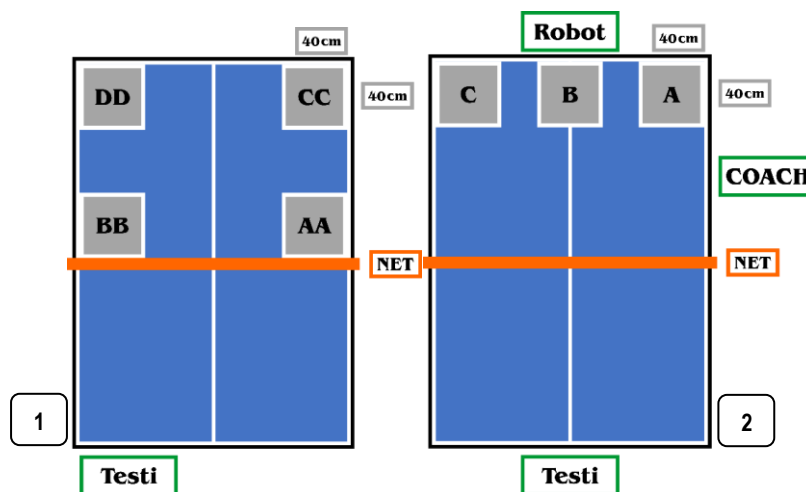 40cm
DD
CC
40cm
BB
AA
NET
1
Testi
Robot
40cm
C
B
A
40cm
COACH
NET
2
Testi